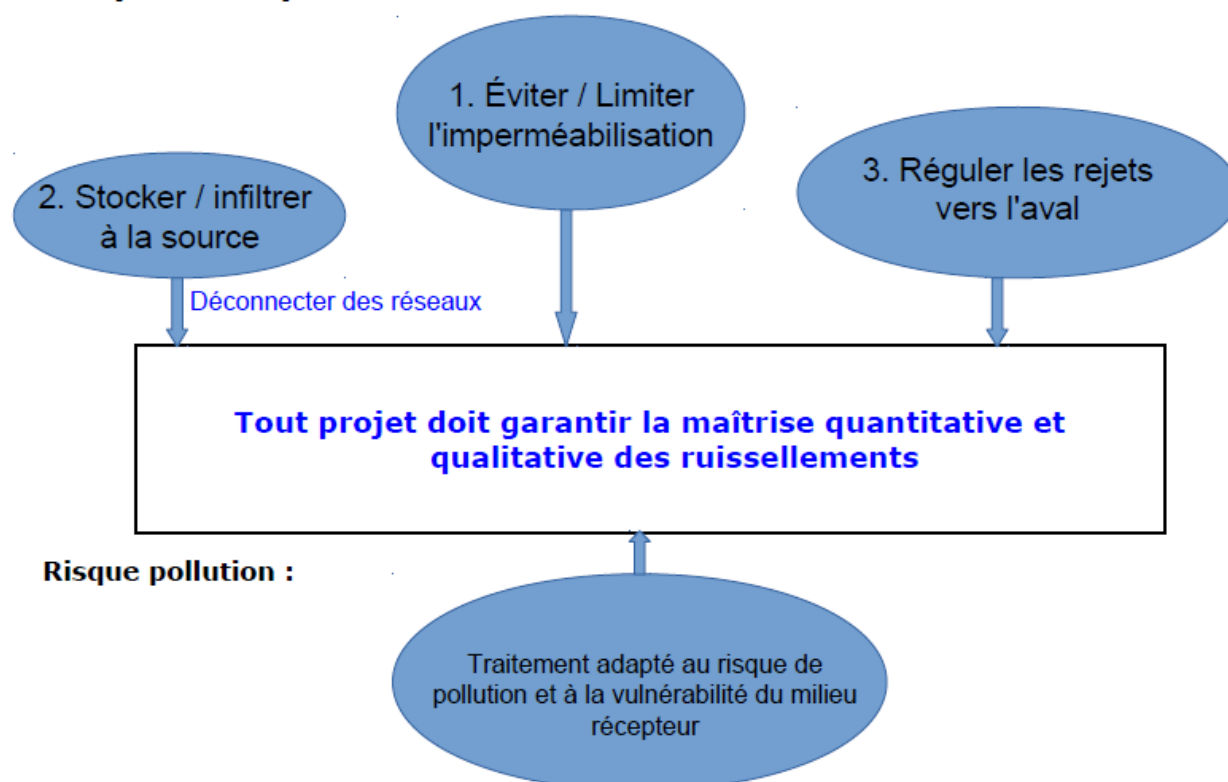 1. Éviter / Limiter
l'imperméabilisation
2. Stocker / infiltrer
à la source
3. Réguler les rejets
vers l'aval
Déconnecter des réseaux
Tout projet doit garantir la maîtrise quantitative et
qualitative des ruissellements
Risque pollution :
Traitement adapté au risque de
pollution et à la vulnérabilité du milieu
récepteur